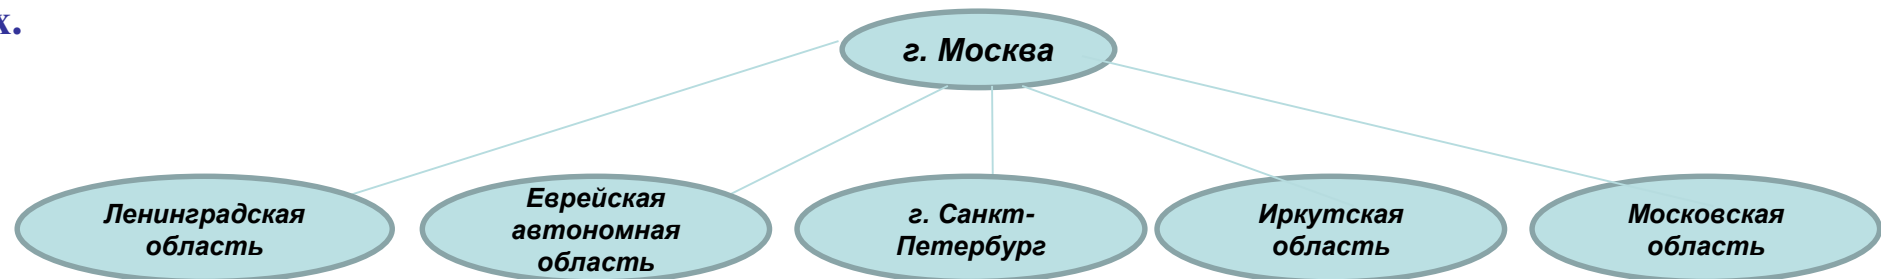 х.
г. Москва
Ленинградская
область
Еврейская
автономная
область
г. Санкт-
Петербург
Иркутская
область
Московская
область